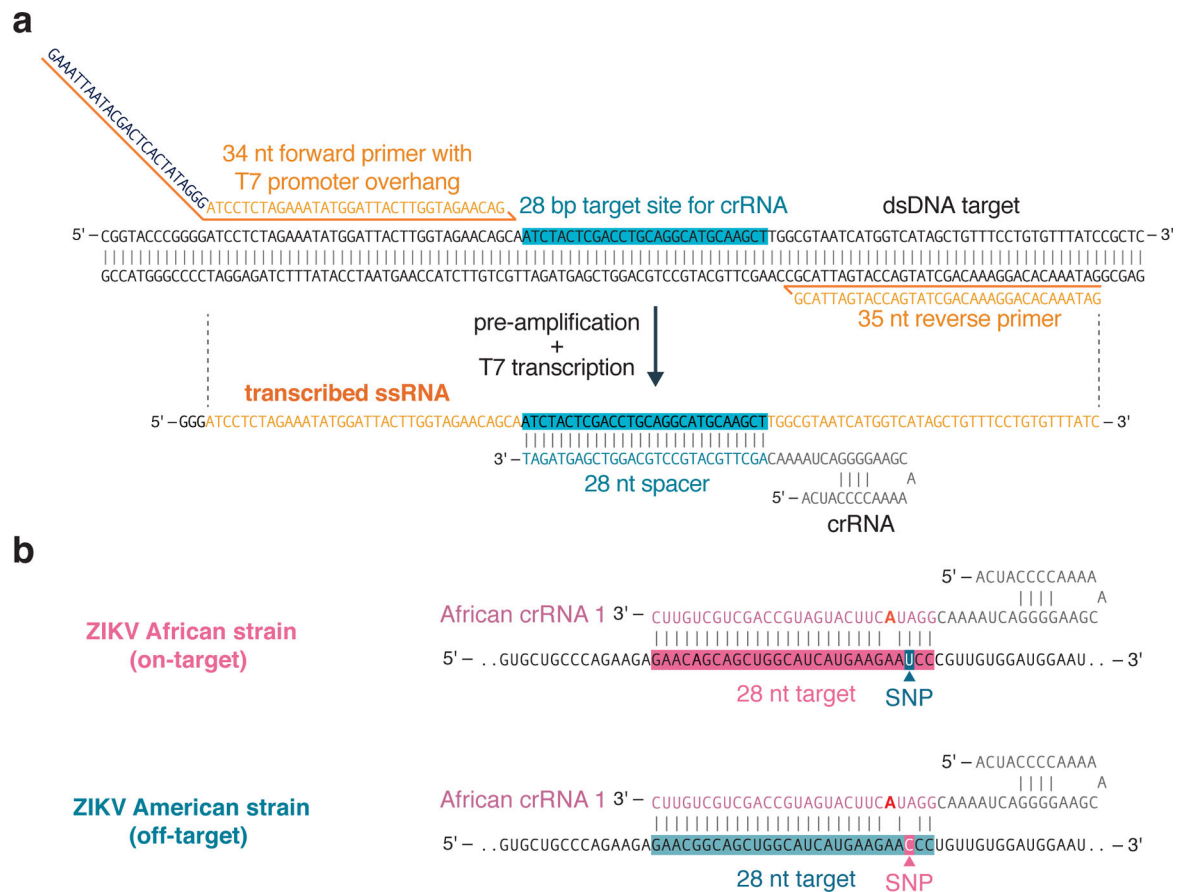 a
GAAATTAATACGACTCACTATAGGG
34 nt forward primer with
T7 promoter overhang
ATCCTCTAGAAATATGGATTACTTGGTAGAACAG
28 bp target site for crRNA
dsDNA target
5' – CGGTACCCGGGGATCCTCTAGAAATATGGATTACTTGGTAGAACAGCAATCTACTCGACCTGCAGGCATGCAAGCTTGGCGTAATCATGGTCATAGCTGTTTCCTGTGTTTATCCGCTC – 3'
GCCATGGGCCCCTAGGAGATCTTTATACCTAATGAACCATCTTGTCGTTAGATGAGCTGGACGTCCGTACGTTCGAACCGCATTAGTACCAGTATCGACAAAGGACACAAATAGGCGAG
GCATTAGTACCAGTATCGACAAAGGACACAAATAG
35 nt reverse primer
pre-amplification
+
T7 transcription
transcribed ssRNA
5' – GGGATCCTCTAGAAATATGGATTACTTGGTAGAACAGCAATCTACTCGACCTGCAGGCATGCAAGCTTGGCGTAATCATGGTCATAGCTGTTTCCTGTGTTTATC – 3'
3' – TAGATGAGCTGGACGTCCGTACGTTCGACAAAAUCAGGGGAAGC
28 nt spacer
A
5' – ACUACCCCAAAA
crRNA
b
5' – ACUACCCCAAAA
A
ZIKV African strain
(on-target)
African crRNA 1 3' – CUUGUCGUCGACCGUAGUACUUCAUAGGCAAAAUCAGGGGAAGC
5' – ..GUGCUGCCCAGAAGAGAACAGCAGCUGGCAUCAUGAAGAAUCCCGUUGUGGAUGGAAU.. – 3'
28 nt target
SNP
5' – ACUACCCCAAAA
A
ZIKV American strain
(off-target)
African crRNA 1 3' – CUUGUCGUCGACCGUAGUACUUCAUAGGCAAAAUCAGGGGAAGC
5' – ..GUGCUGCCCAGAAGAGAACGGCAGCUGGCAUCAUGAAGAACCCUGUUGUGGAUGGAAU.. – 3'
28 nt target
SNP